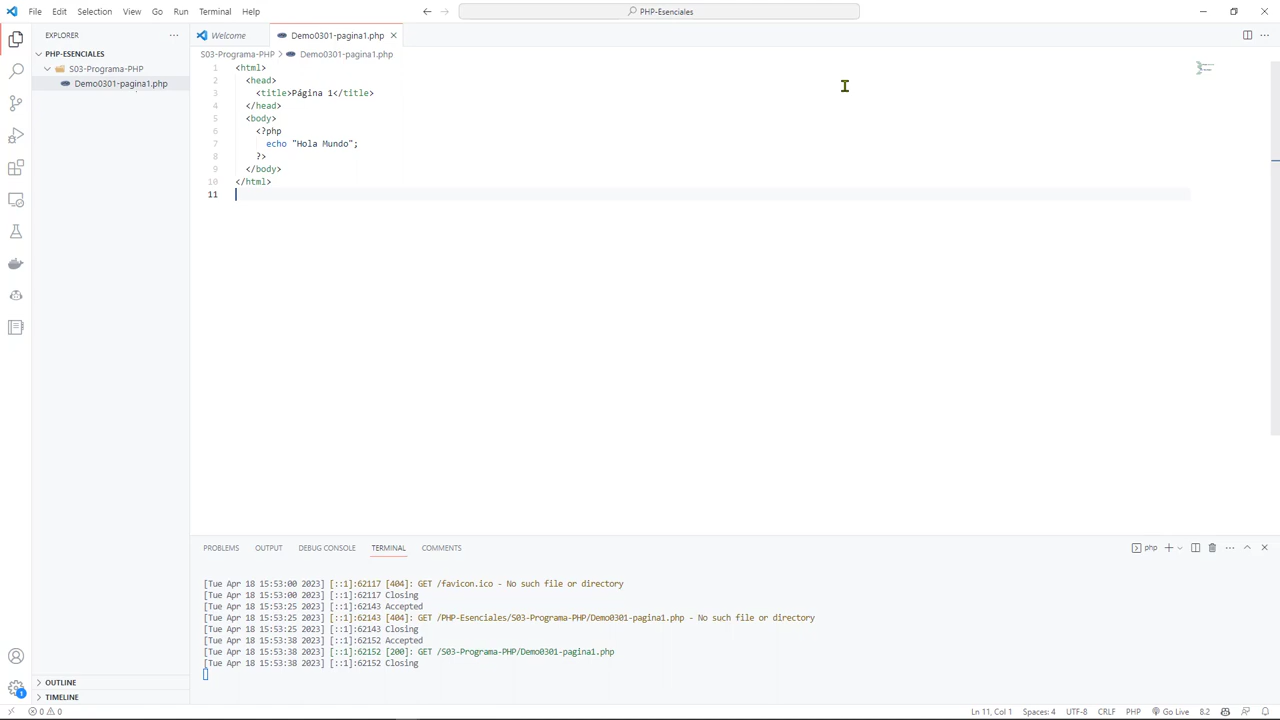 File Edit Selection View Go Run Terminal Help
PHP-Esenciales
EXPLORER
Welcome
Demo0301-pagina1.php
PHP-ESENCIALES
S03-Programa-PHP
Demo0301-pagina1.php
S03-Programa-PHP > Demo0301-pagina1.php
1 <html>
2 <head>
3 <title>Página 1</title>
4 </head>
5 <body>
6 <?php
7 echo "Hola Mundo";
8 ?>
9 </body>
10 </html>
11
PROBLEMS OUTPUT DEBUG CONSOLE TERMINAL COMMENTS
php
[Tue Apr 18 15:53:00 2023] [::1]:62117 [404]: GET /favicon.ico - No such file or directory
[Tue Apr 18 15:53:00 2023] [::1]:62117 Closing
[Tue Apr 18 15:53:25 2023] [::1]:62143 Accepted
[Tue Apr 18 15:53:25 2023] [::1]:62143 [404]: GET /PHP-Esenciales/S03-Programa-PHP/Demo0301-pagina1.php - No such file or directory
[Tue Apr 18 15:53:25 2023] [::1]:62143 Closing
[Tue Apr 18 15:53:38 2023] [::1]:62152 Accepted
[Tue Apr 18 15:53:38 2023] [::1]:62152 [200]: GET /S03-Programa-PHP/Demo0301-pagina1.php
[Tue Apr 18 15:53:38 2023] [::1]:62152 Closing
OUTLINE
TIMELINE
1
0 0
Ln 11, Col 1 Spaces: 4 UTF-8 CRLF PHP Go Live 8.2